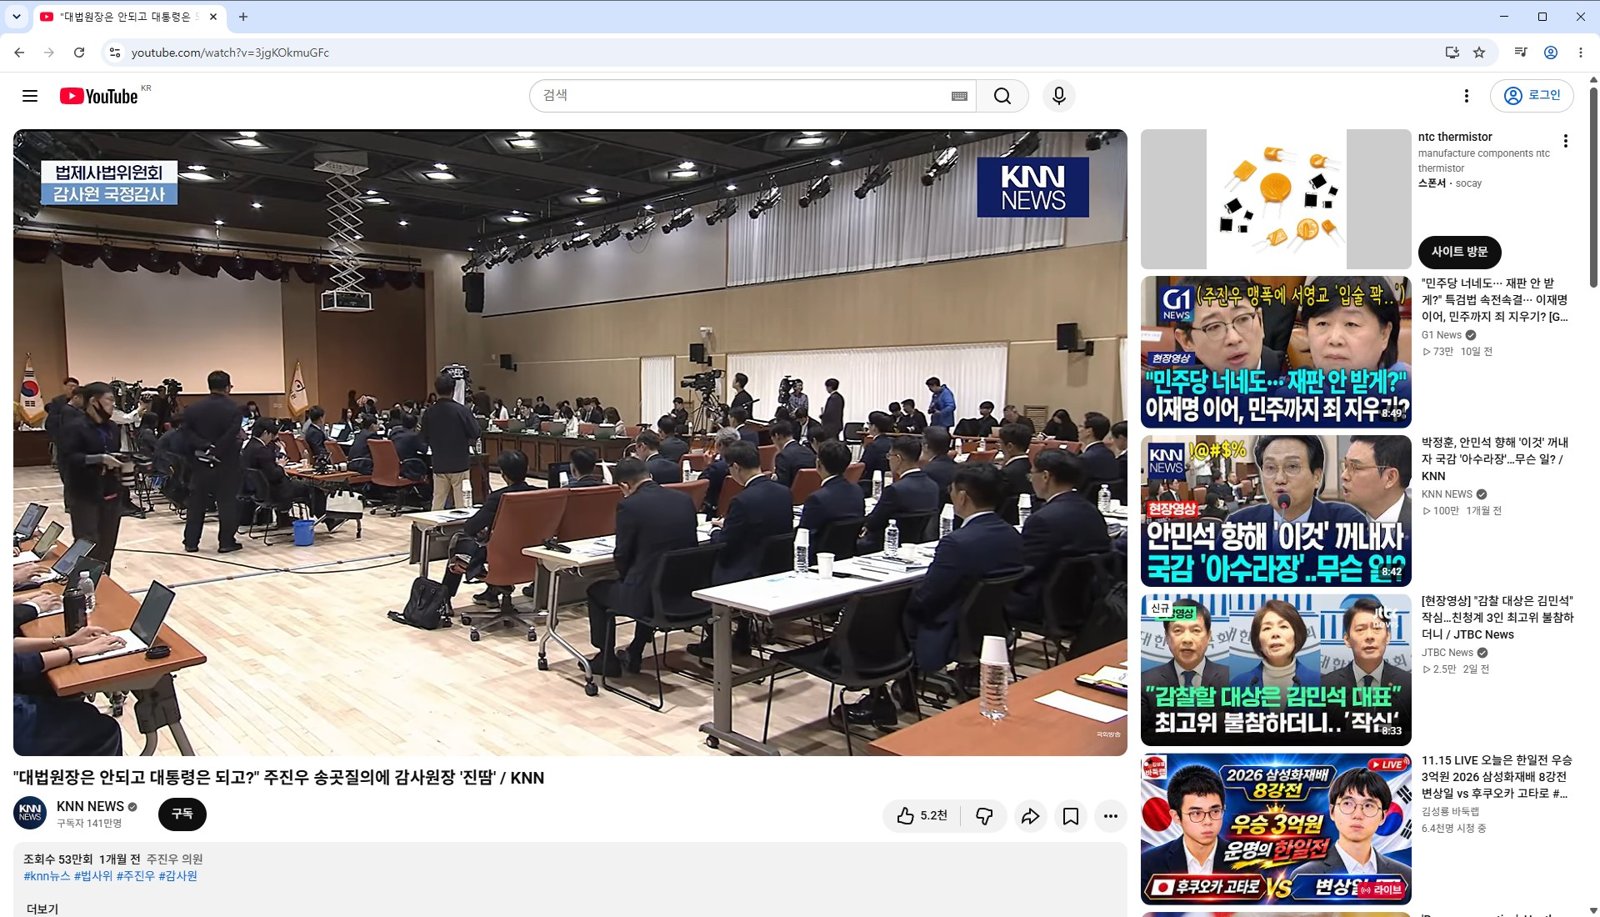 "대법원장은 안되고 대통령은 되
youtube.com/watch?v=3jgKOkmuGFc
YouTube KR
검색
로그인
법제사법위원회
감사원 국정감사
KNN
NEWS
국회방송
"대법원장은 안되고 대통령은 되고?" 주진우 송곳질의에 감사원장 '진땀' / KNN
KNN NEWS
KNN NEWS
구독자 141만명
구독
5.2천
조회수 53만회 1개월 전 주진우 의원
#knn뉴스 #법사위 #주진우 #감사원
더보기
ntc thermistor
manufacture components ntc
thermistor
스폰서 · socay
사이트 방문
G1
NEWS
(주진우 맹폭에 서영교 '입술 꽉..')
현장영상
"민주당 너네도… 재판 안 받게?"
이재명 이어, 민주까지 죄 지우기?
8:49
"민주당 너네도… 재판 안 받
게?" 특검법 속전속결… 이재명
이어, 민주까지 죄 지우기? [G...
G1 News
73만 10일 전
KNN
NEWS
!@#$%
현장영상
안민석 향해 '이것' 꺼내자
국감 '아수라장'..무슨 일?
8:42
박정훈, 안민석 향해 '이것' 꺼내
자 국감 '아수라장'...무슨 일? /
KNN
KNN NEWS
100만 1개월 전
신규
영상
jtbc
news
"감찰할 대상은 김민석 대표"
최고위 불참하더니..'작심'
8:33
[현장영상] "감찰 대상은 김민석"
작심...친청계 3인 최고위 불참하
더니 / JTBC News
JTBC News
2.5만 2일 전
바둑랩
LIVE
2026 삼성화재배
8강전
우승 3억원
운명의 한일전
후쿠오카 고타로 VS 변상일
라이브
11.15 LIVE 오늘은 한일전 우승
3억원 2026 삼성화재배 8강전
변상일 vs 후쿠오카 고타로 #...
김성룡 바둑랩
6.4천명 시청 중